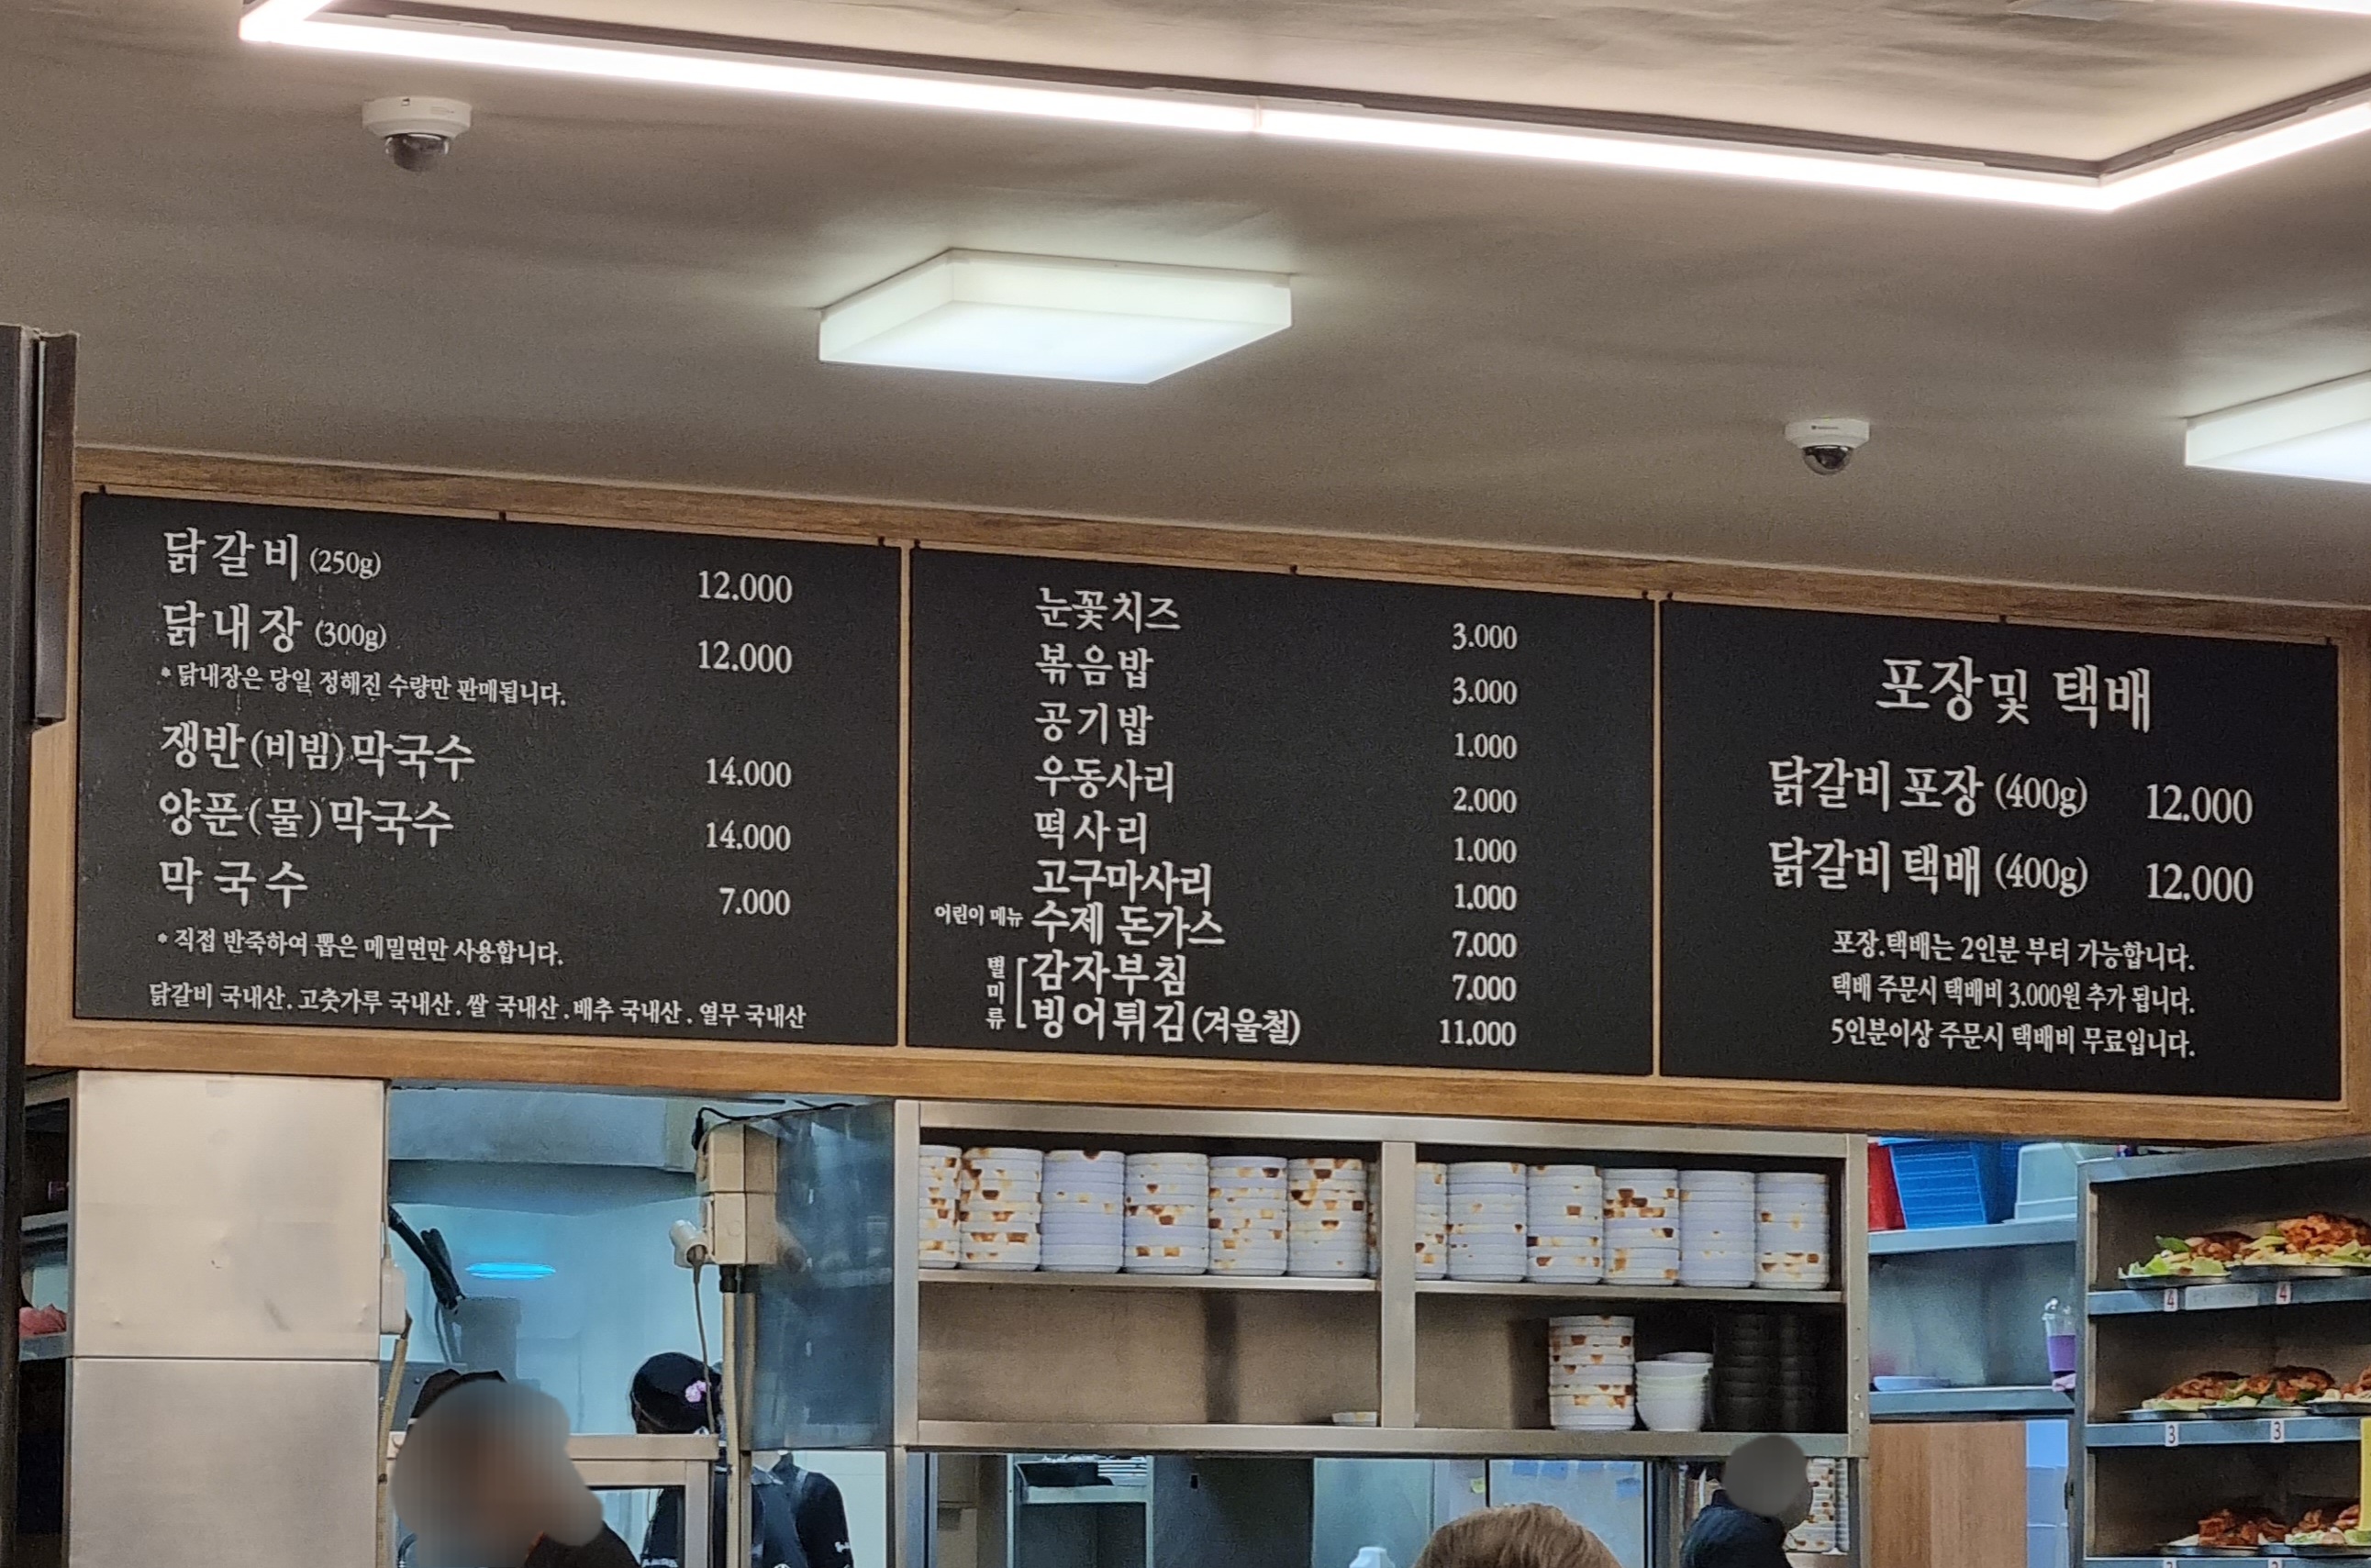 닭갈비 (250g) 12.000
닭내장 (300g) 12.000
* 닭내장은 당일 정해진 수량만 판매됩니다.
쟁반(비빔)막국수 14.000
양푼(물)막국수 14.000
막국수 7.000
* 직접 반죽하여 뽑은 메밀면만 사용합니다.
닭갈비 국내산. 고춧가루 국내산. 쌀 국내산. 배추 국내산. 열무 국내산
눈꽃치즈 3.000
볶음밥 3.000
공기밥 1.000
우동사리 2.000
떡사리 1.000
고구마사리 1.000
어린이 메뉴 수제 돈가스 7.000
별미류
감자부침 7.000
빙어튀김(겨울철) 11.000
포장및 택배
닭갈비 포장 (400g) 12.000
닭갈비 택배 (400g) 12.000
포장.택배는 2인분 부터 가능합니다.
택배 주문시 택배비 3.000원 추가 됩니다.
5인분이상 주문시 택배비 무료입니다.
4 4
3 3